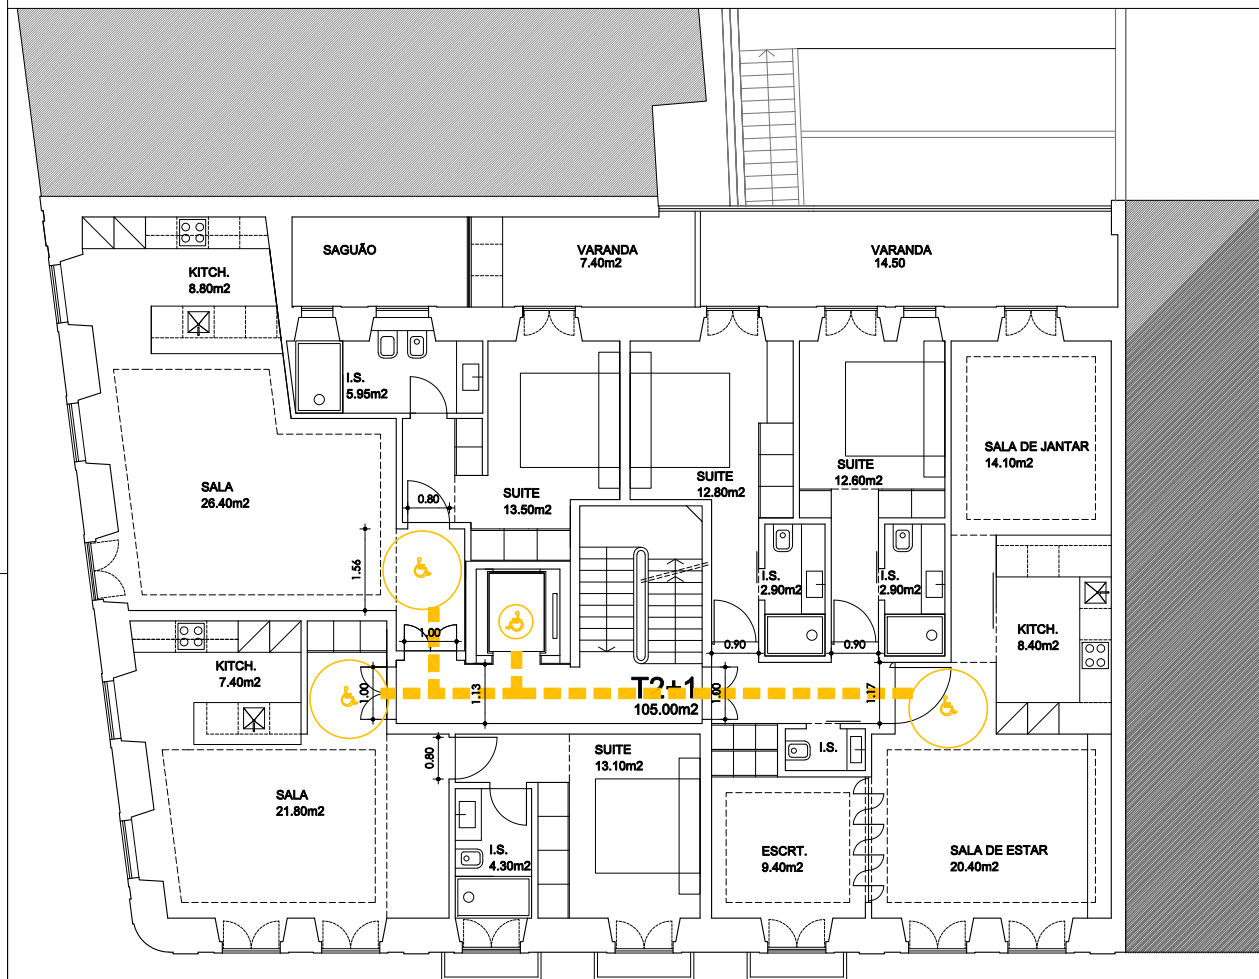 SAGUÃO
VARANDA
7.40m2
VARANDA
14.50
KITCH.
8.80m2
I.S.
5.95m2
SALA
26.40m2
0.80
SUITE
13.50m2
SUITE
12.80m2
SUITE
12.60m2
SALA DE JANTAR
14.10m2
1.56
I.S.
2.90m2
I.S.
2.90m2
1.00
0.90
0.90
KITCH.
8.40m2
KITCH.
7.40m2
1.00
1.13
T2+1
105.00m2
1.00
1.17
0.80
SUITE
13.10m2
I.S.
SALA
21.80m2
I.S.
4.30m2
ESCRT.
9.40m2
SALA DE ESTAR
20.40m2